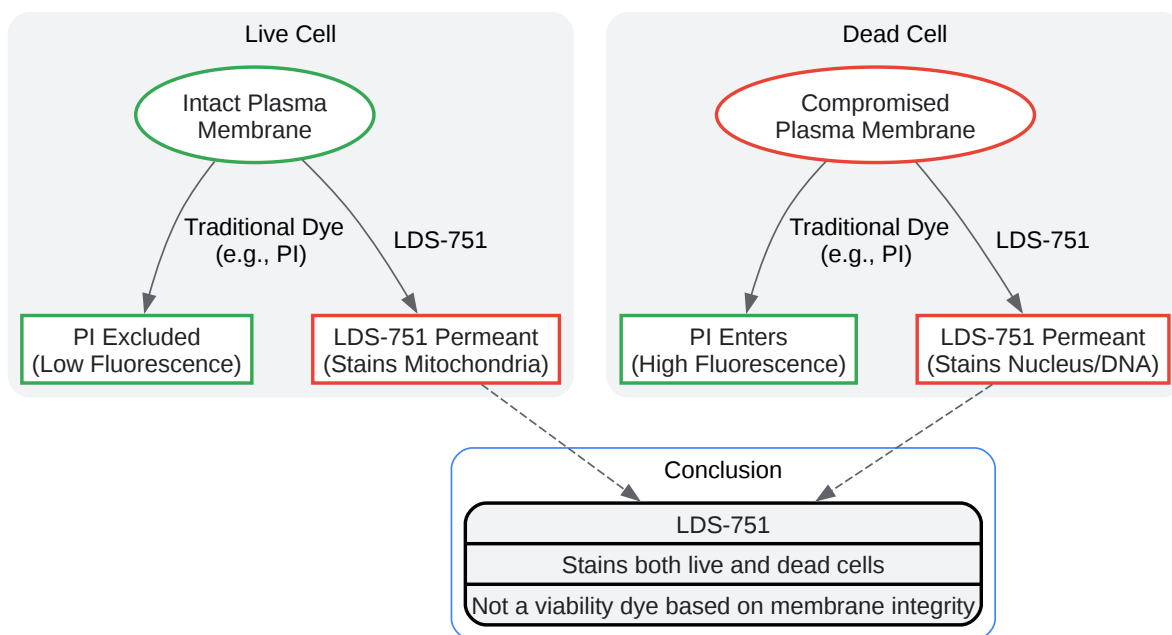 Live Cell
Intact Plasma
Membrane
Traditional Dye
(e.g., PI)
LDS-751
PI Excluded
(Low Fluorescence)
LDS-751 Permeant
(Stains Mitochondria)
Dead Cell
Compromised
Plasma Membrane
Traditional Dye
(e.g., PI)
LDS-751
PI Enters
(High Fluorescence)
LDS-751 Permeant
(Stains Nucleus/DNA)
Conclusion
LDS-751
Stains both live and dead cells
Not a viability dye based on membrane integrity